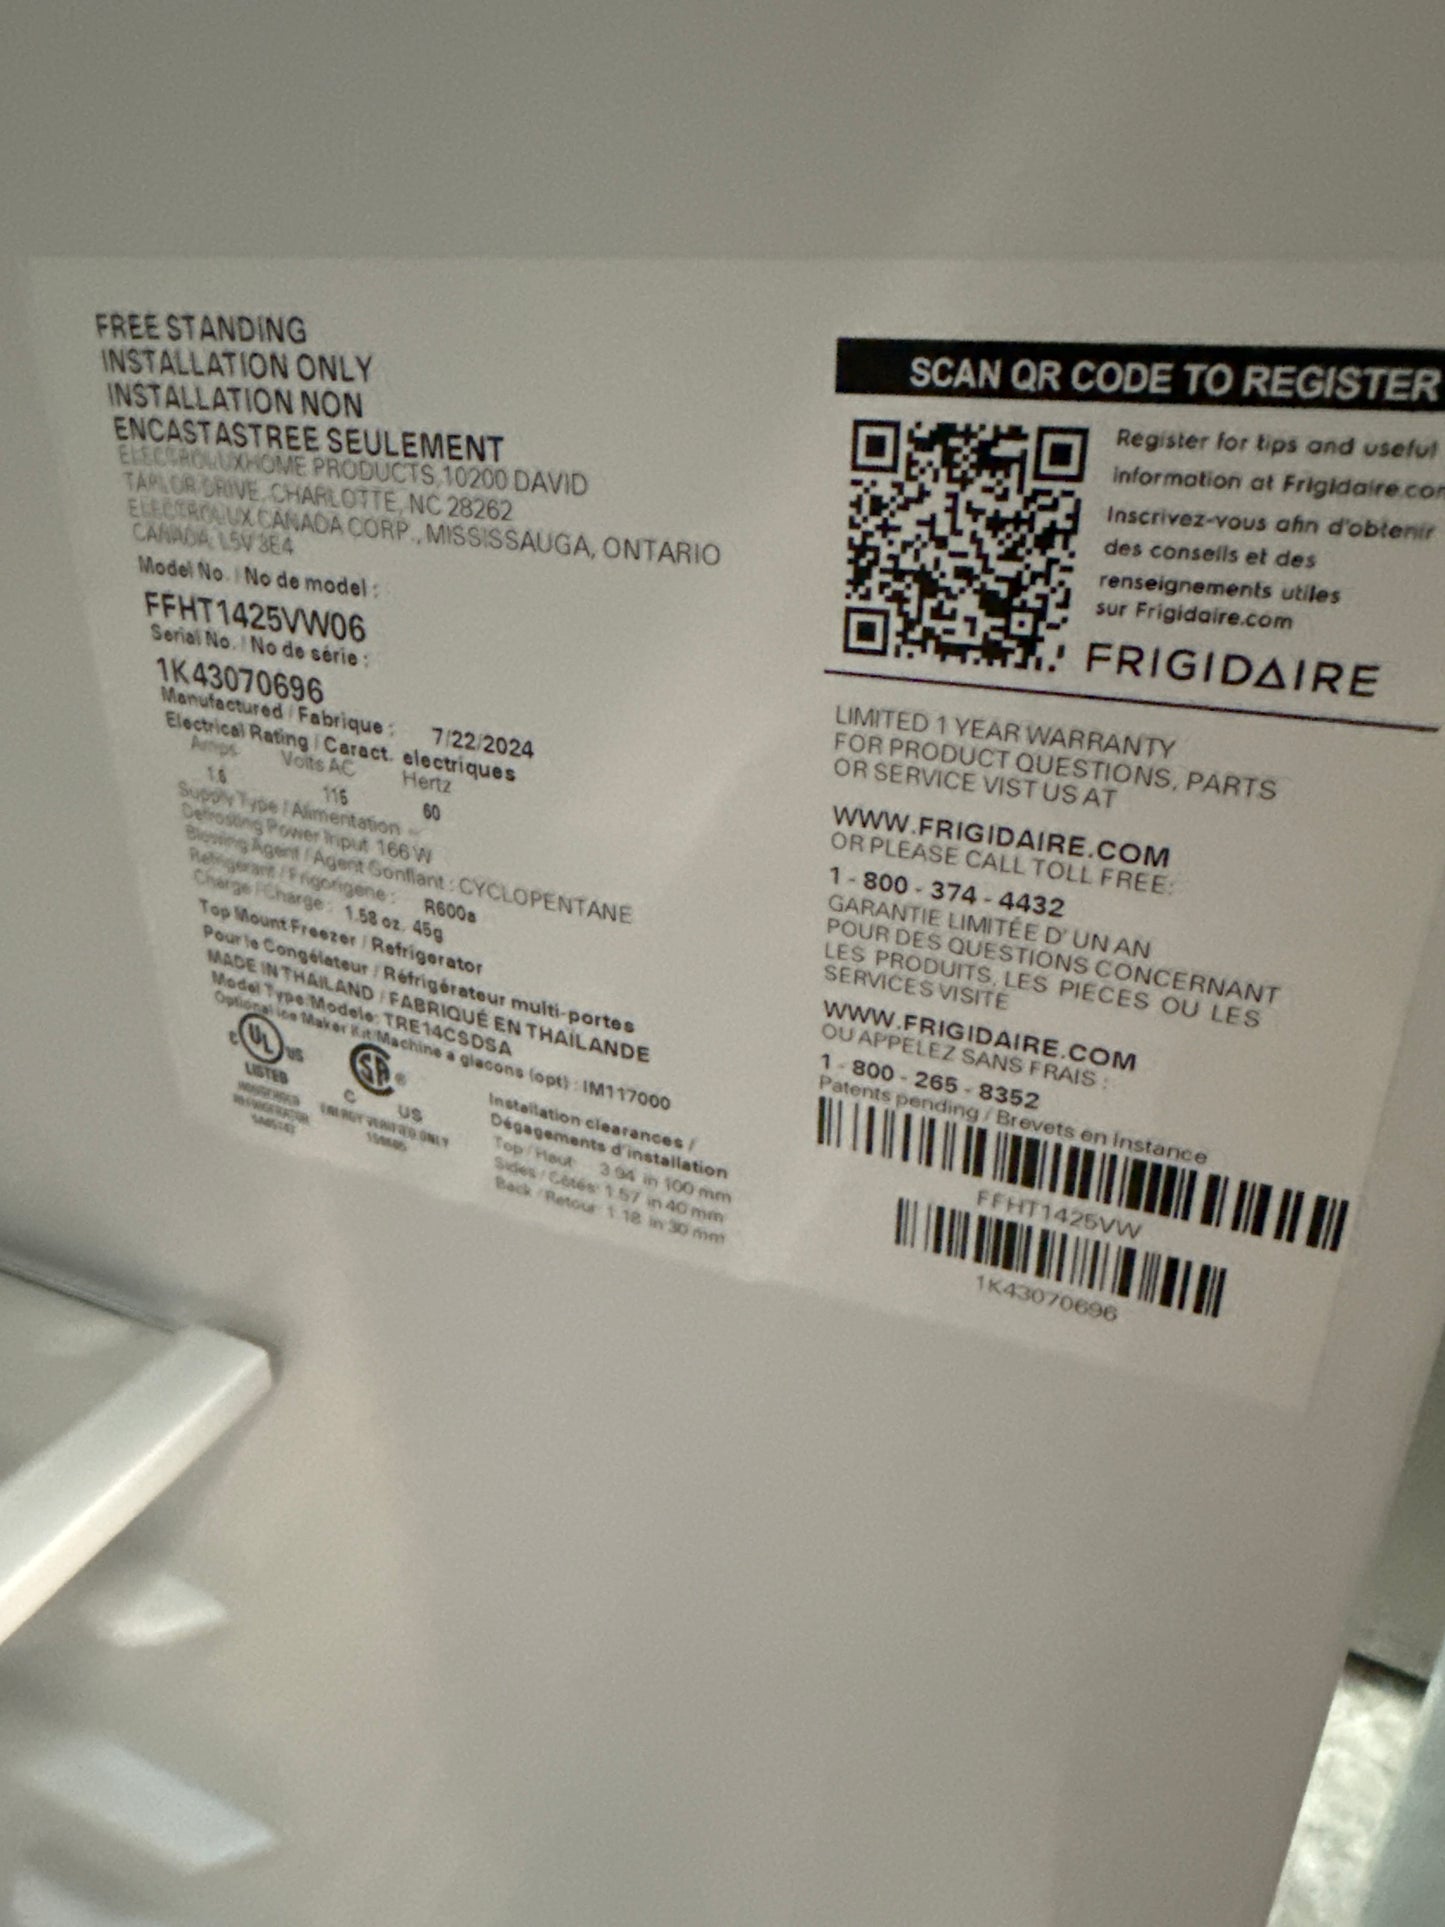 FREE STANDING
INSTALLATION ONLY
INSTALLATION NON
ENCASTASTREE SEULEMENT
ELECTROLUXHOME PRODUCTS,10200 DAVID
TAYLOR DRIVE, CHARLOTTE, NC 28262
ELECTROLUX CANADA CORP., MISSISSAUGA, ONTARIO
CANADA, L5V 3E4
Model No. / No de model :
FFHT1425VW06
Serial No. / No de série :
1K43070696
Manufactured / Fabrique : 7/22/2024
Electrical Rating / Caract. electriques
Amps Volts AC Hertz
1.6 115 60
Supply Type / Alimentation ~
Defrosting Power Input 166 W
Blowing Agent / Agent Gonflant : CYCLOPENTANE
Refrigerant / Frigorigene : R600a
Charge / Charge : 1.58 oz. 45g
Top Mount Freezer / Refrigerator
Pour le Congélateur / Réfrigérateur multi-portes
MADE IN THAILAND / FABRIQUÉ EN THAÏLANDE
Model Type/Modele: TRE14CSDSA
Optional Ice Maker Kit/Machine a glacons (opt) : IM117000
C UL US
LISTED
HOUSEHOLD
REFRIGERATOR
SA ®
C US
ENERGY VERIFIED ONLY
Installation clearances /
Dégagements d'installation
Top / Haut 3.94 in 100 mm
Sides / Côtés 1.57 in 40 mm
Back / Retour 1.18 in 30 mm
SCAN QR CODE TO REGISTER
Register for tips and useful
information at Frigidaire.com
Inscrivez-vous afin d'obtenir
des conseils et des
renseignements utiles
sur Frigidaire.com
FRIGIDAIRE
LIMITED 1 YEAR WARRANTY
FOR PRODUCT QUESTIONS, PARTS
OR SERVICE VIST US AT
WWW.FRIGIDAIRE.COM
OR PLEASE CALL TOLL FREE:
1 - 800 - 374 - 4432
GARANTIE LIMITÉE D' UN AN
POUR DES QUESTIONS CONCERNANT
LES PRODUITS, LES PIECES OU LES
SERVICES VISITE
WWW.FRIGIDAIRE.COM
OU APPELEZ SANS FRAIS :
1 - 800 - 265 - 8352
Patents pending / Brevets en Instance
FFHT1425VW
1K43070696